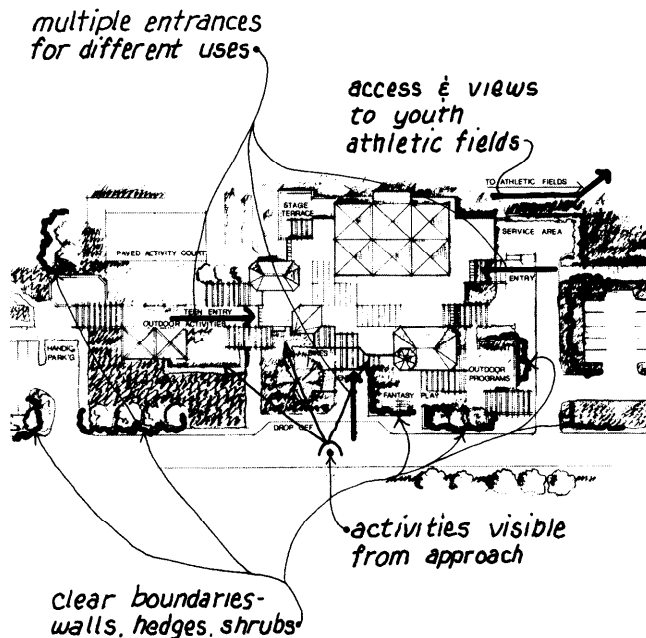 multiple entrances
for different uses
access & views
to youth
athletic fields
TO ATHLETIC FIELDS
STAGE
TERRACE
SERVICE AREA
PAVED ACTIVITY COURT
ENTRY
TEEN ENTRY
OUTDOOR ACTIVITIES
HANDC.
PARK'G
BIKES
OUTDOOR
PROGRAMS
FANTASY PLAY
DROP OFF
activities visible
from approach
clear boundaries-
walls, hedges, shrubs